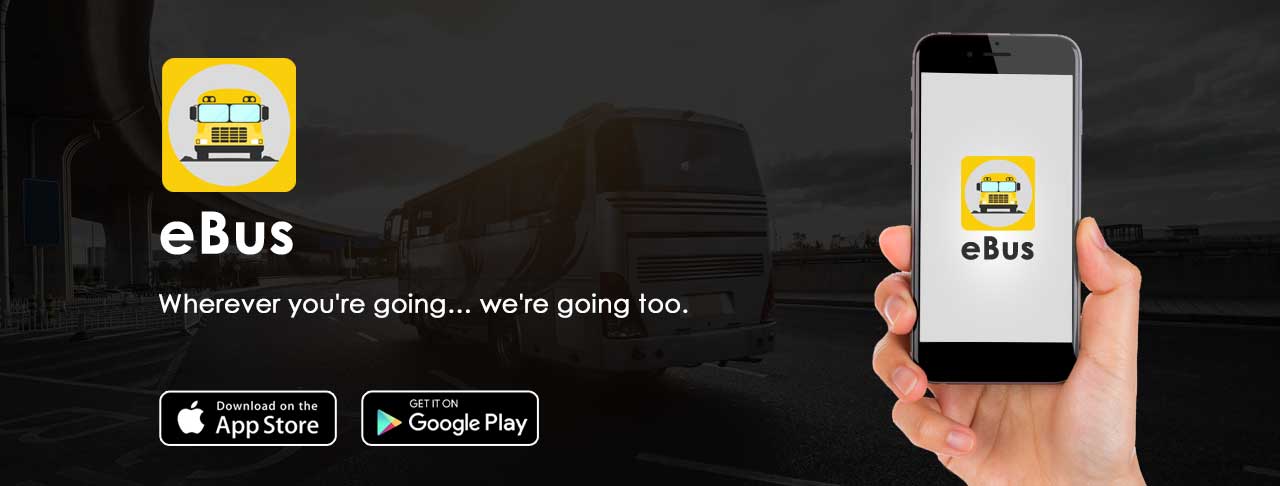 eBus
Wherever you're going... we're going too.
Download on the
App Store
GET IT ON
Google Play
eBus